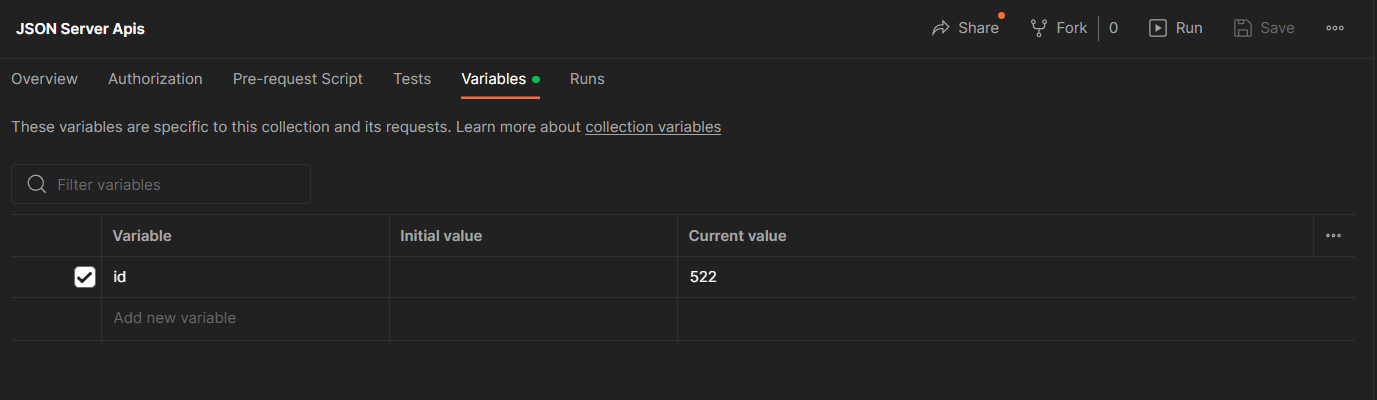 JSON Server Apis
Share Fork 0 Run Save
Overview Authorization Pre-request Script Tests Variables Runs
These variables are specific to this collection and its requests. Learn more about collection variables
Filter variables
Variable Initial value Current value
id 522
Add new variable